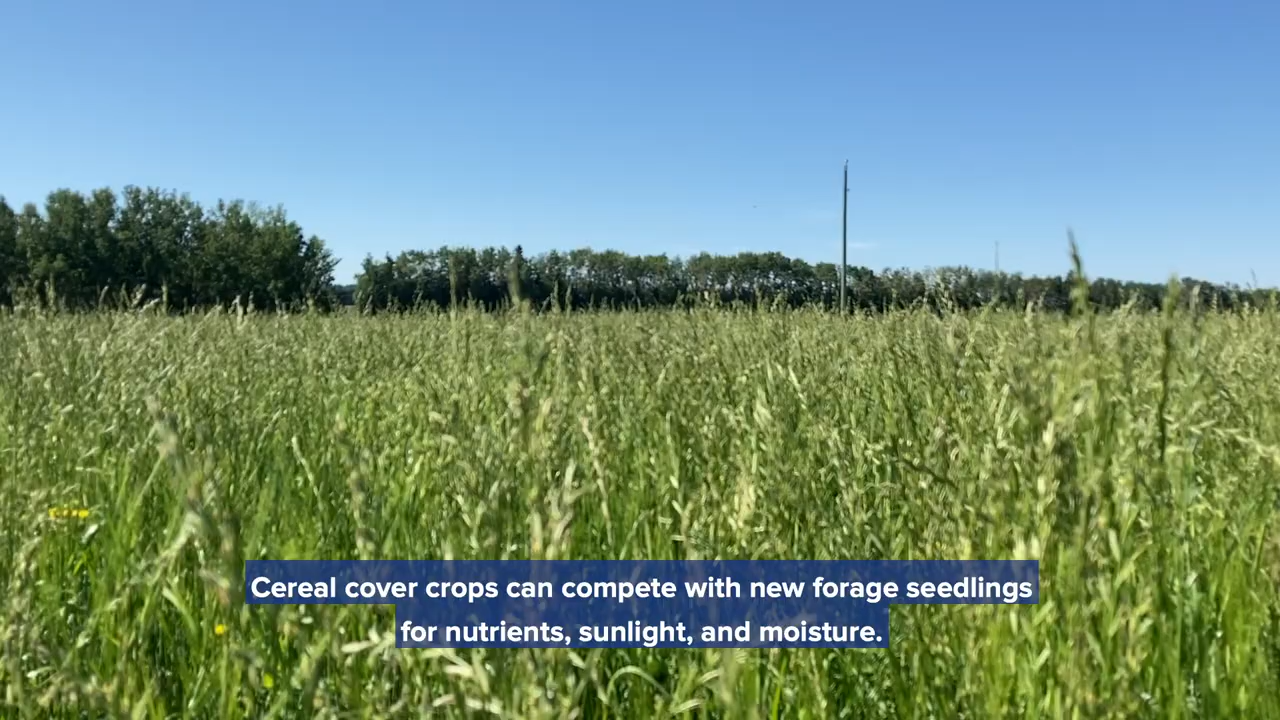 Cereal cover crops can compete with new forage seedlings
for nutrients, sunlight, and moisture.